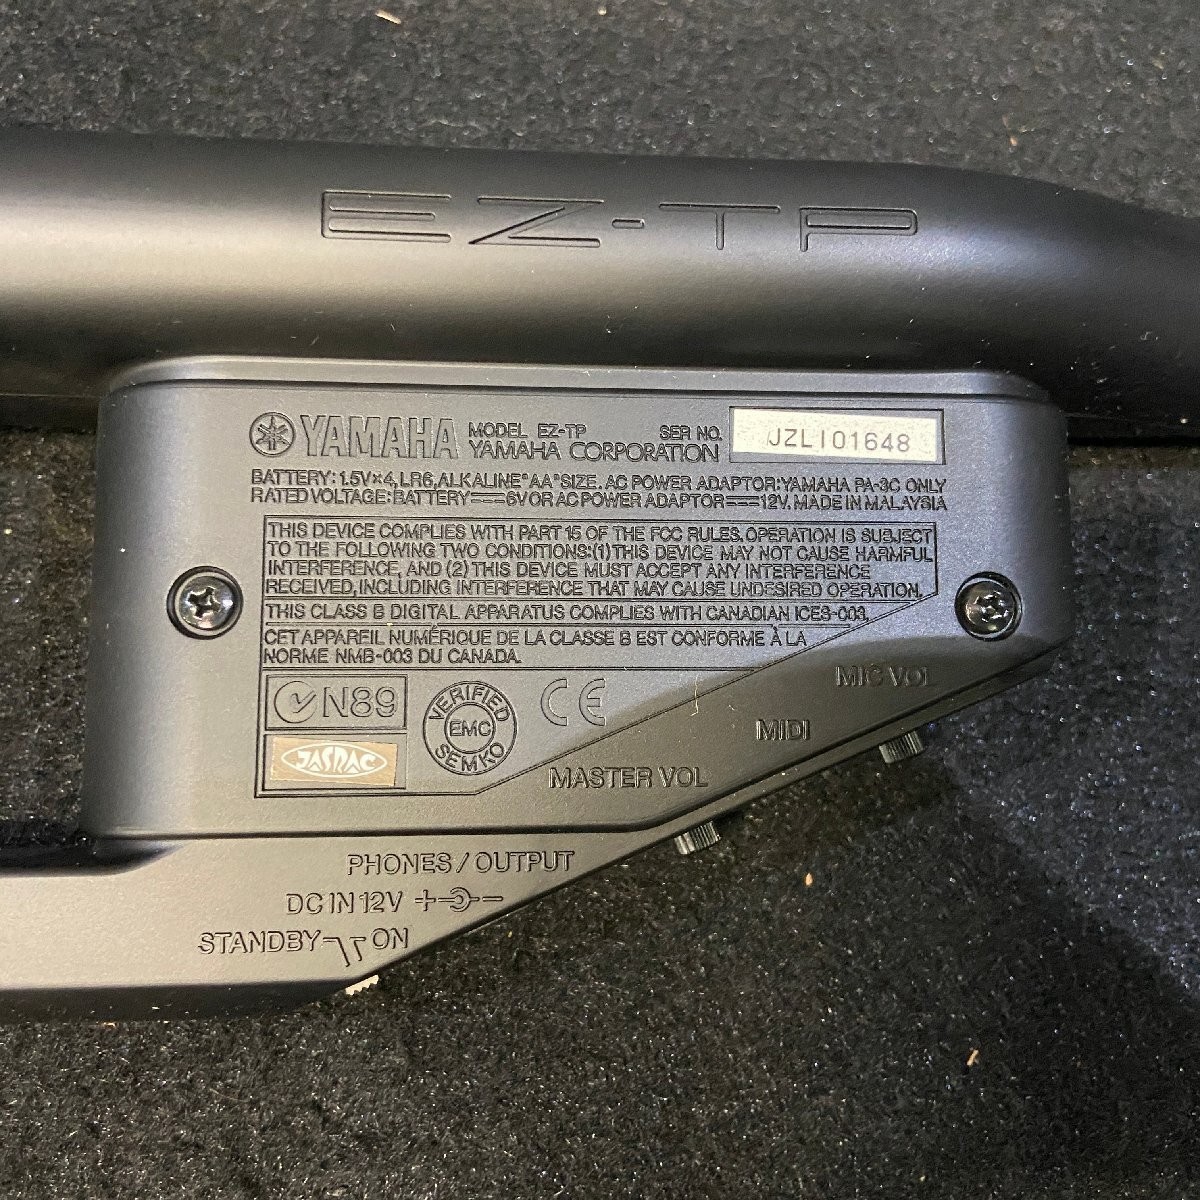 EZ-TP
YAMAHA MODEL EZ-TP SER NO. JZLI01648
YAMAHA CORPORATION
BATTERY: 1.5V×4, LR6, ALKALINE "AA" SIZE. AC POWER ADAPTOR: YAMAHA PA-3C ONLY
RATED VOLTAGE: BATTERY 6V OR AC POWER ADAPTOR 12V. MADE IN MALAYSIA
THIS DEVICE COMPLIES WITH PART 15 OF THE FCC RULES. OPERATION IS SUBJECT
TO THE FOLLOWING TWO CONDITIONS:(1) THIS DEVICE MAY NOT CAUSE HARMFUL
INTERFERENCE, AND (2) THIS DEVICE MUST ACCEPT ANY INTERFERENCE
RECEIVED, INCLUDING INTERFERENCE THAT MAY CAUSE UNDESIRED OPERATION.
THIS CLASS B DIGITAL APPARATUS COMPLIES WITH CANADIAN ICES-003.
CET APPAREIL NUMÉRIQUE DE LA CLASSE B EST CONFORME À LA
NORME NMB-003 DU CANADA.
N89
JASRAC
VERIFIED
EMC
SEMKO
CE
MIC VOL
MIDI
MASTER VOL
PHONES/OUTPUT
DC IN 12V + -
STANDBY ON